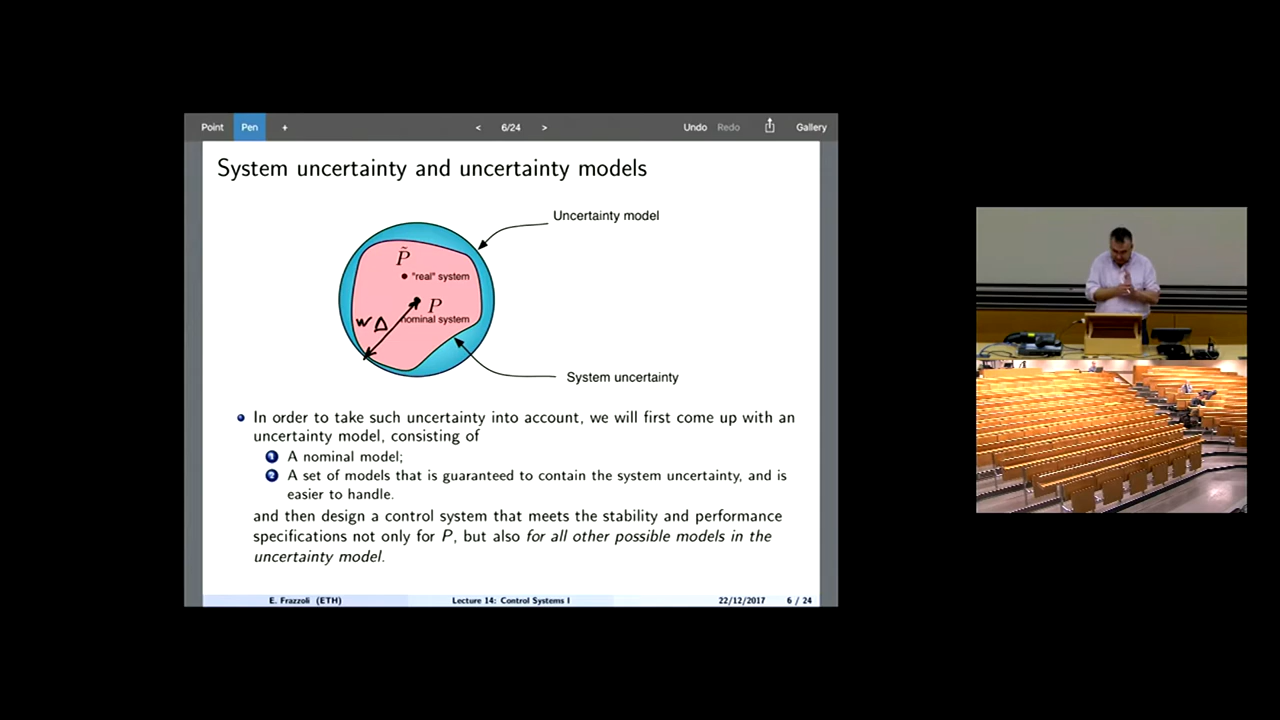 Point Pen + < 6/24 > Undo Redo Gallery
System uncertainty and uncertainty models
Uncertainty model
P̃
"real" system
P
nominal system
W Δ
System uncertainty
In order to take such uncertainty into account, we will first come up with an
uncertainty model, consisting of
1 A nominal model;
2 A set of models that is guaranteed to contain the system uncertainty, and is
easier to handle.
and then design a control system that meets the stability and performance
specifications not only for P, but also for all other possible models in the
uncertainty model.
E. Frazzoli (ETH) Lecture 14: Control Systems I 22/12/2017 6 / 24